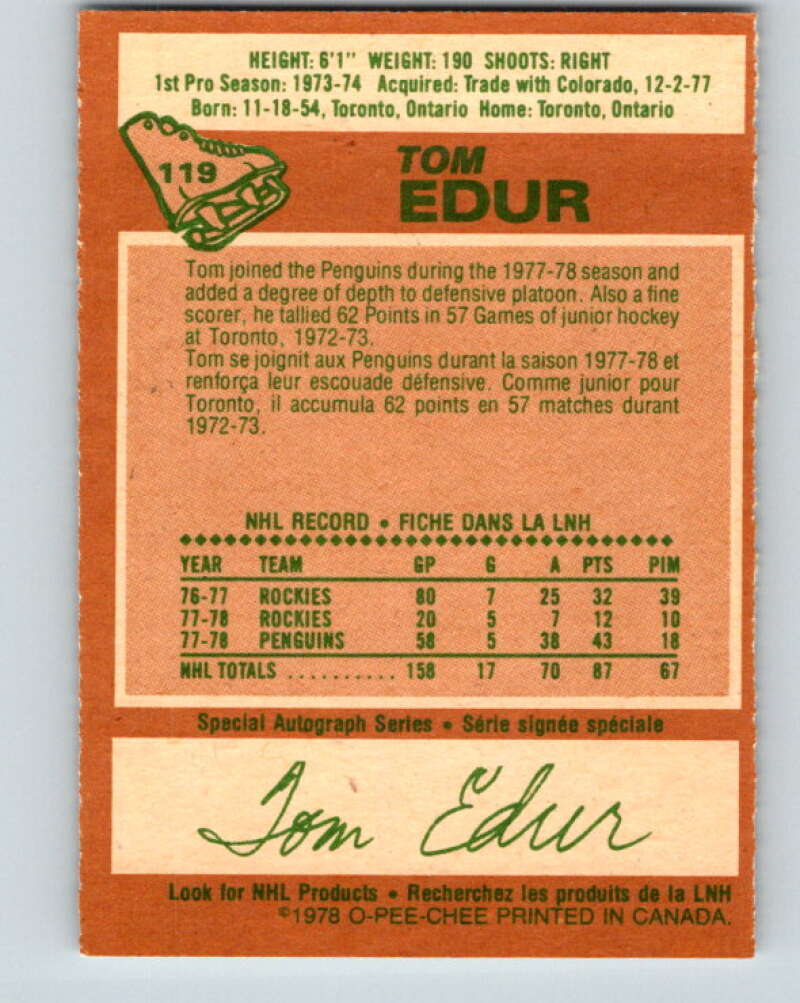 HEIGHT: 6'1" WEIGHT: 190 SHOOTS: RIGHT
1st Pro Season: 1973-74 Acquired: Trade with Colorado, 12-2-77
Born: 11-18-54, Toronto, Ontario Home: Toronto, Ontario
119
TOM
EDUR
Tom joined the Penguins during the 1977-78 season and
added a degree of depth to defensive platoon. Also a fine
scorer, he tallied 62 Points in 57 Games of junior hockey
at Toronto, 1972-73.
Tom se joignit aux Penguins durant la saison 1977-78 et
renforça leur escouade défensive. Comme junior pour
Toronto, il accumula 62 points en 57 matches durant
1972-73.
NHL RECORD • FICHE DANS LA LNH
YEAR TEAM GP G A PTS PIM
76-77 ROCKIES 80 7 25 32 39
77-78 ROCKIES 20 5 7 12 10
77-78 PENGUINS 58 5 38 43 18
NHL TOTALS .......... 158 17 70 87 67
Special Autograph Series • Série signée spéciale
Tom Edur
Look for NHL Products • Recherchez les produits de la LNH
©1978 O-PEE-CHEE PRINTED IN CANADA.